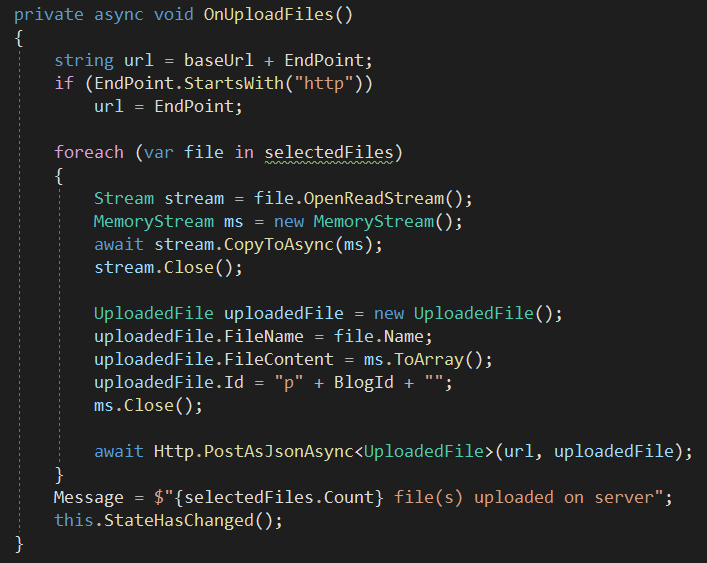 private async void OnUploadFiles()
{
    string url = baseUrl + EndPoint;
    if (EndPoint.StartsWith("http"))
        url = EndPoint;

    foreach (var file in selectedFiles)
    {
        Stream stream = file.OpenReadStream();
        MemoryStream ms = new MemoryStream();
        await stream.CopyToAsync(ms);
        stream.Close();

        UploadedFile uploadedFile = new UploadedFile();
        uploadedFile.FileName = file.Name;
        uploadedFile.FileContent = ms.ToArray();
        uploadedFile.Id = "p" + BlogId + "";
        ms.Close();

        await Http.PostAsJsonAsync<UploadedFile>(url, uploadedFile);
    }
    Message = $"{selectedFiles.Count} file(s) uploaded on server";
    this.StateHasChanged();
}